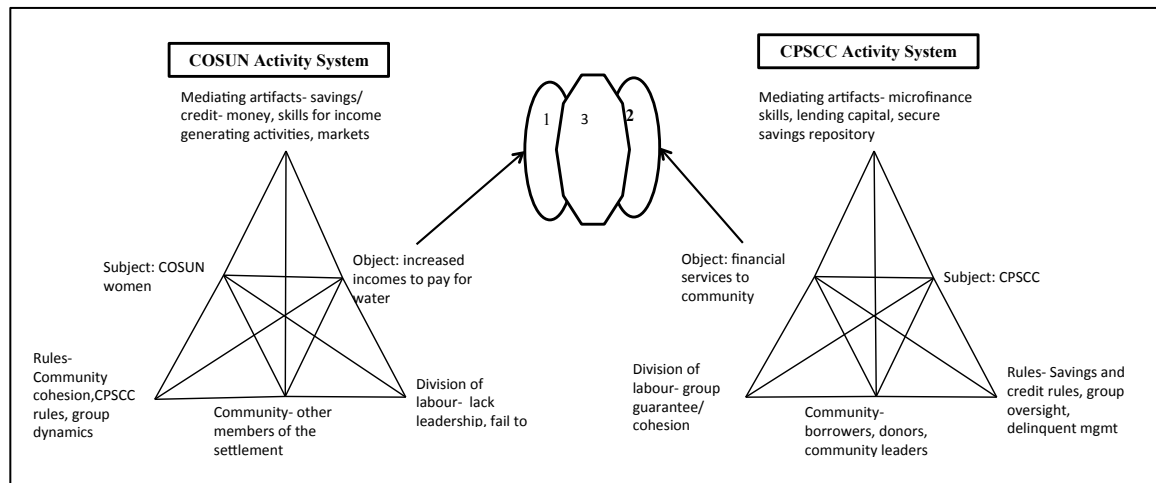 COSUN Activity System
Mediating artifacts- savings/
credit- money, skills for income
generating activities, markets
Subject: COSUN
women
Object: increased
incomes to pay for
water
Rules-
Community
cohesion,CPSCC
rules, group
dynamics
Community- other
members of the
settlement
Division of
labour- lack
leadership, fail to
1
3
2
CPSCC Activity System
Mediating artifacts- microfinance
skills, lending capital, secure
savings repository
Object: financial
services to
community
Subject: CPSCC
Division of
labour- group
guarantee/
cohesion
Community-
borrowers, donors,
community leaders
Rules- Savings and
credit rules, group
oversight,
delinquent mgmt